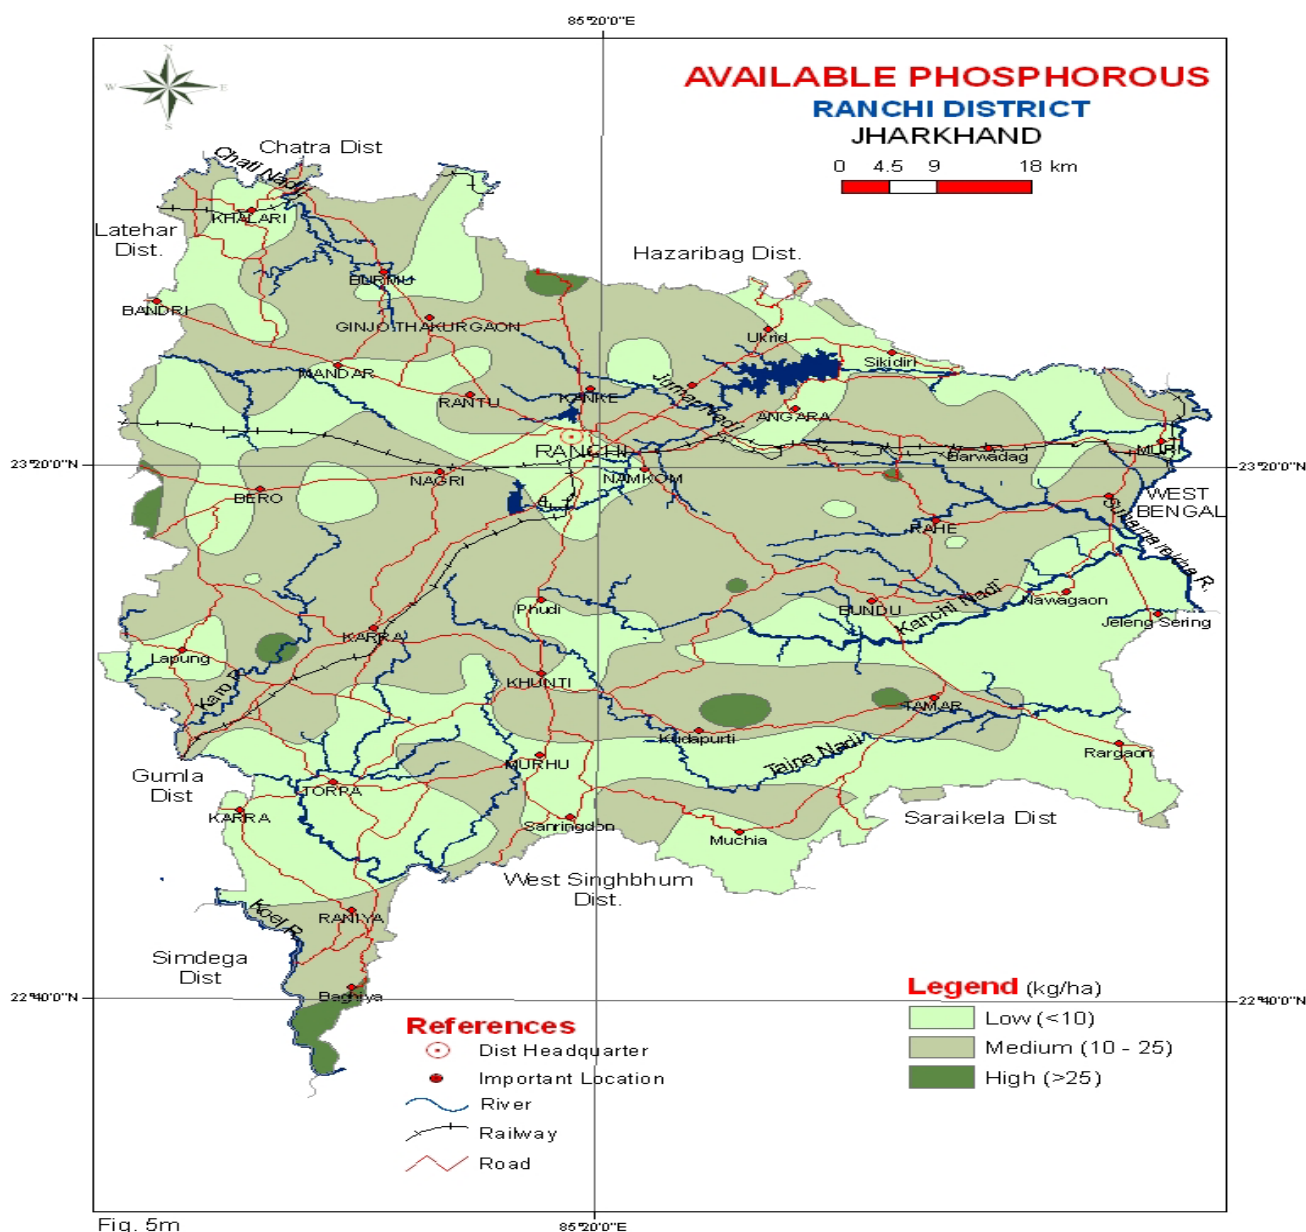 85°20'0"E
AVAILABLE PHOSPHOROUS
RANCHI DISTRICT
JHARKHAND
0 4.5 9 18 km
N
W E
S
Chatra Dist
Chati Nadi
KHALARI
Latehar
Dist.
Hazaribag Dist.
BURMU
BANDRI
GINJO THAKURGAON
Ukrid
Sikidiri
MANDAR
RANTU
KANKE
Jumar Nadi
ANGARA
RANCHI
MURI
23°20'0"N
23°20'0"N
Barwadag
NAGRI
NAMKOM
BERO
WEST
BENGAL
Subarnarekha R.
RAHE
Phudi
BUNDU
Kanchi Nadi
Nawagaon
Jeleng Sering
KARRA
Lapung
Karo R.
KHUNTI
TAMAR
Kudapurti
Tajna Nadi
Rargaon
MURHU
Gumla
Dist
TORPA
KARRA
Sanringdon
Muchia
Saraikela Dist
West Singhbhum
Dist.
Koel R.
RANIYA
Simdega
Dist
Baghiya
22°40'0"N
22°40'0"N
Legend (kg/ha)
Low (<10)
Medium (10 - 25)
High (>25)
References
Dist Headquarter
Important Location
River
Railway
Road
Fig. 5m
85°20'0"E